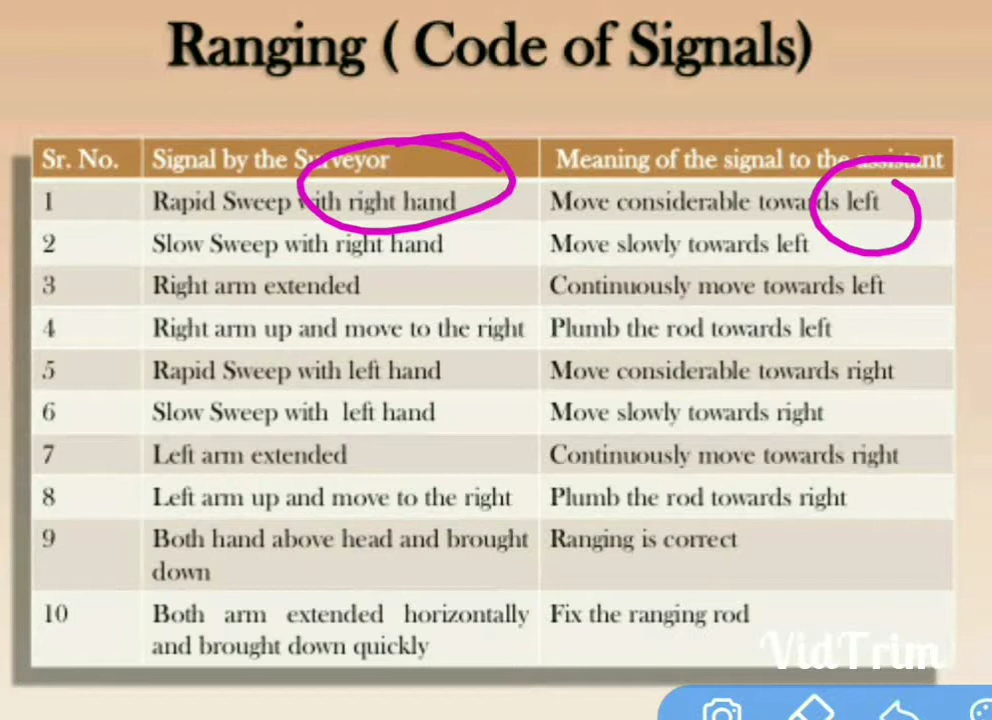 Ranging ( Code of Signals)
Sr. No. Signal by the Surveyor Meaning of the signal to the assistant
1 Rapid Sweep with right hand Move considerable towards left
2 Slow Sweep with right hand Move slowly towards left
3 Right arm extended Continuously move towards left
4 Right arm up and move to the right Plumb the rod towards left
5 Rapid Sweep with left hand Move considerable towards right
6 Slow Sweep with left hand Move slowly towards right
7 Left arm extended Continuously move towards right
8 Left arm up and move to the right Plumb the rod towards right
9 Both hand above head and brought Ranging is correct
down
10 Both arm extended horizontally Fix the ranging rod
and brought down quickly
VidTrim